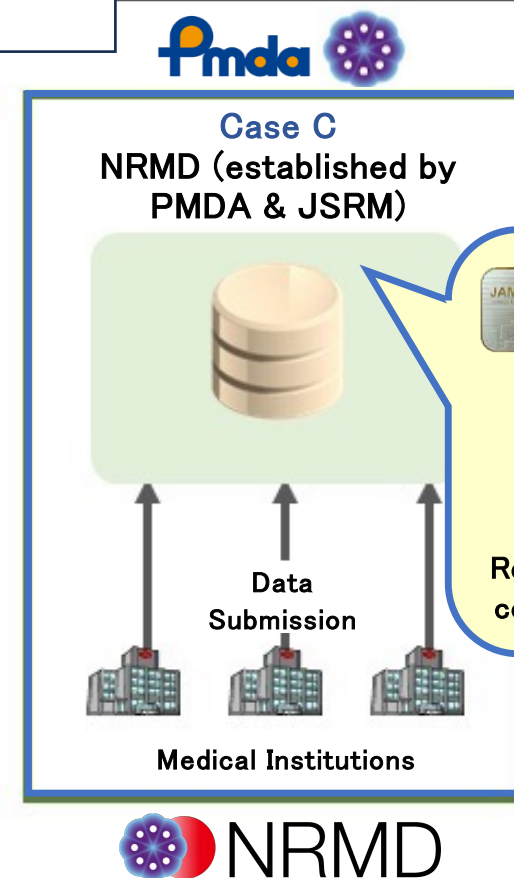 Pmda
Case C
NRMD (established by
PMDA & JSRM)
Data
Submission
Medical Institutions
NRMD